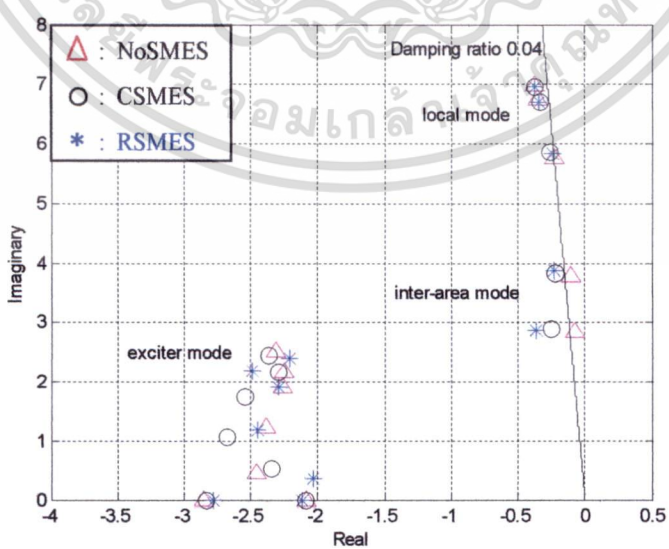 8
7
6
5
4
3
2
1
0
Imaginary
△ : NoSMES
○ : CSMES
* : RSMES
Damping ratio 0.04
local mode
inter-area mode
exciter mode
-4 -3.5 -3 -2.5 -2 -1.5 -1 -0.5 0 0.5
Real